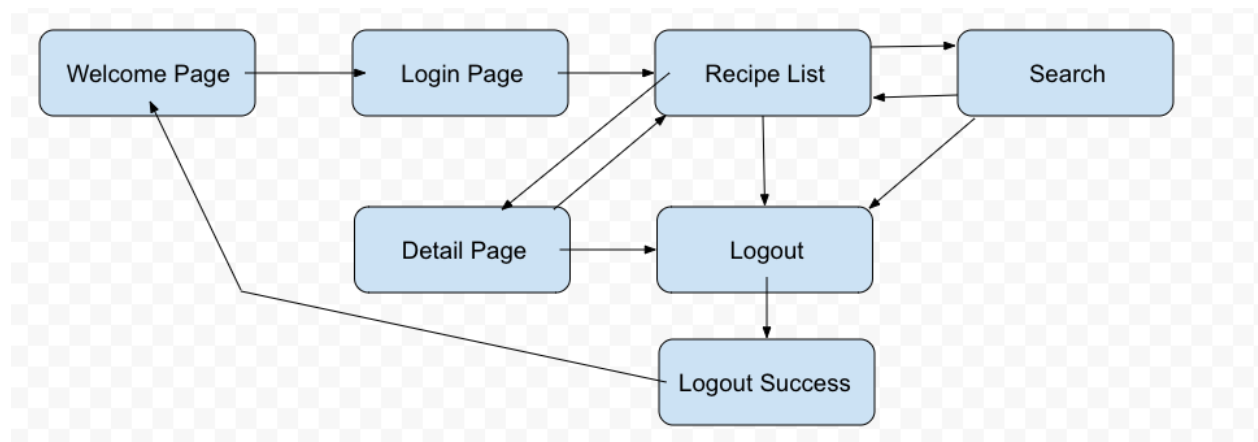 Welcome Page
Login Page
Recipe List
Search
Detail Page
Logout
Logout Success